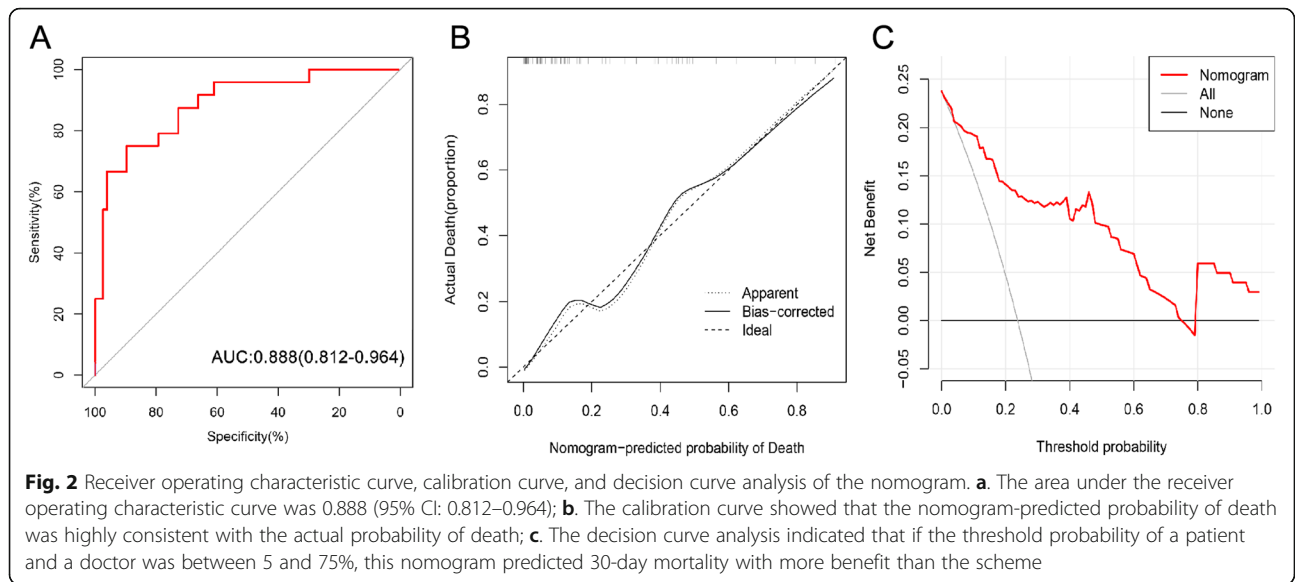 A
100
80
60
40
20
0
Sensitivity(%)
AUC:0.888(0.812-0.964)
100 80 60 40 20 0
Specificity(%)
B
0.8
0.6
0.4
0.2
0.0
Actual Death(proportion)
Apparent
Bias-corrected
Ideal
0.0 0.2 0.4 0.6 0.8
Nomogram-predicted probability of Death
C
Nomogram
All
None
0.25
0.20
0.15
0.10
0.05
0.00
-0.05
Net Benefit
0.0 0.2 0.4 0.6 0.8 1.0
Threshold probability
Fig. 2 Receiver operating characteristic curve, calibration curve, and decision curve analysis of the nomogram. a. The area under the receiver
operating characteristic curve was 0.888 (95% CI: 0.812–0.964); b. The calibration curve showed that the nomogram-predicted probability of death
was highly consistent with the actual probability of death; c. The decision curve analysis indicated that if the threshold probability of a patient
and a doctor was between 5 and 75%, this nomogram predicted 30-day mortality with more benefit than the scheme